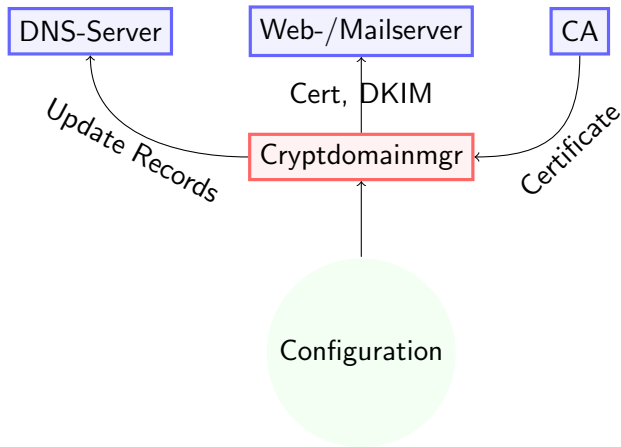 DNS-Server
Web-/Mailserver
CA
Cert, DKIM
Update Records
Certificate
Cryptdomainmgr
Configuration